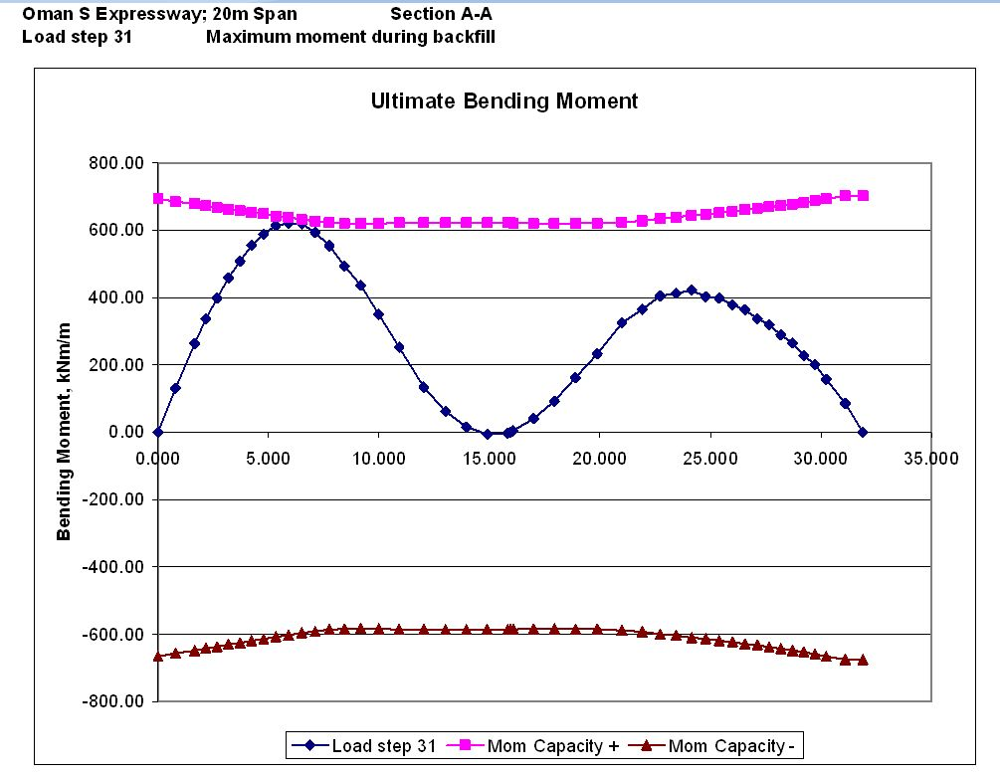 Oman S Expressway; 20m Span Section A-A
Load step 31 Maximum moment during backfill
Ultimate Bending Moment
800.00
600.00
400.00
200.00
0.00
-200.00
-400.00
-600.00
-800.00
Bending Moment, kNm/m
0.000 5.000 10.000 15.000 20.000 25.000 30.000 35.000
Load step 31 Mom Capacity + Mom Capacity -